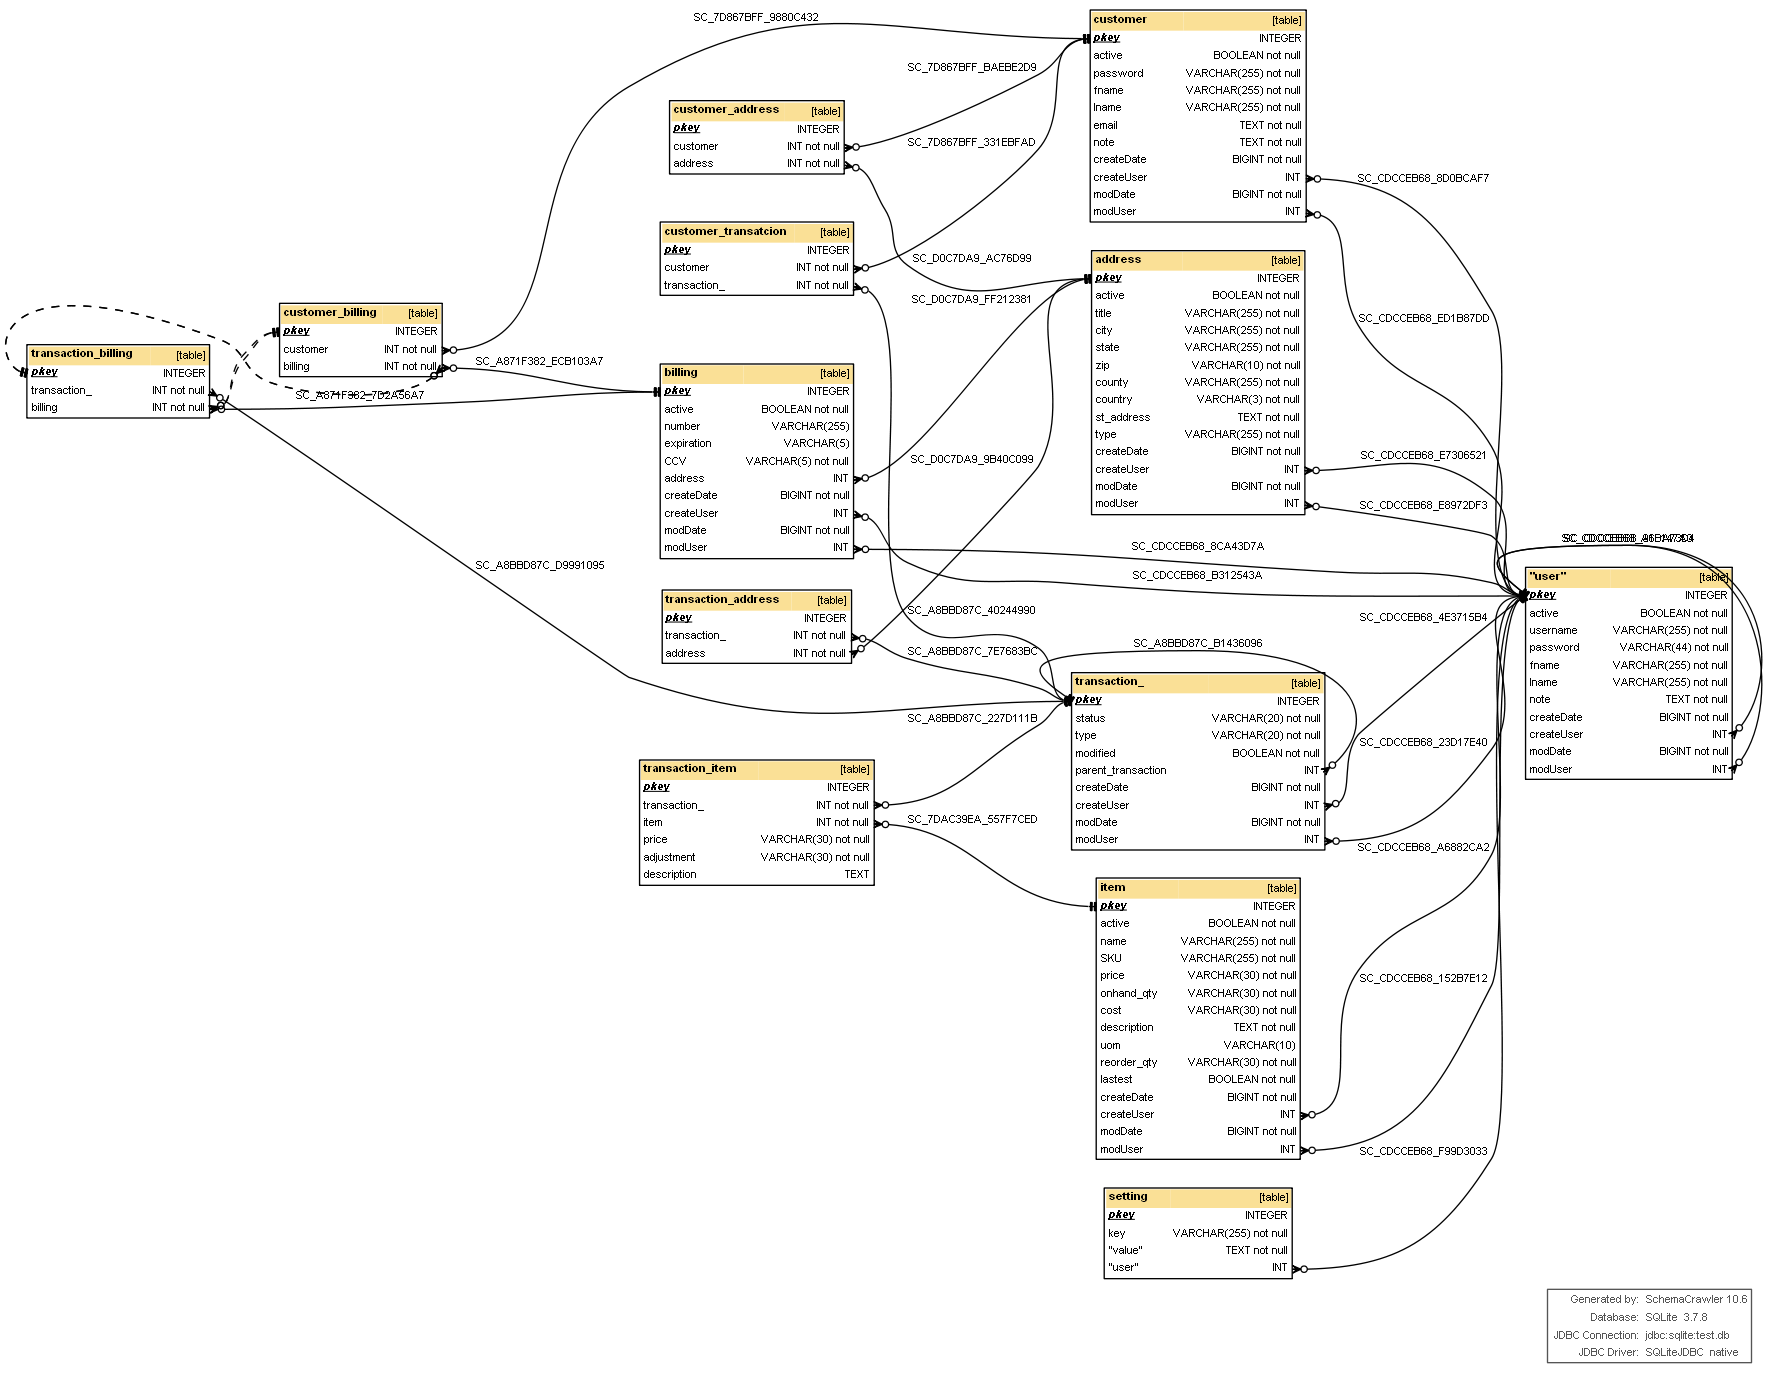 SC_7D867BFF_9880C432
SC_7D867BFF_BAEBE2D9
SC_7D867BFF_331EBFAD
customer [table]
pkey INTEGER
active BOOLEAN not null
password VARCHAR(255) not null
fname VARCHAR(255) not null
lname VARCHAR(255) not null
email TEXT not null
note TEXT not null
createDate BIGINT not null
createUser INT
modDate BIGINT not null
modUser INT
customer_address [table]
pkey INTEGER
customer INT not null
address INT not null
customer_transatcion [table]
pkey INTEGER
customer INT not null
transaction_ INT not null
SC_CDCCEB68_8D0BCAF7
SC_D0C7DA9_AC76D99
SC_D0C7DA9_FF212381
SC_CDCCEB68_ED1B87DD
address [table]
pkey INTEGER
active BOOLEAN not null
title VARCHAR(255) not null
city VARCHAR(255) not null
state VARCHAR(255) not null
zip VARCHAR(10) not null
county VARCHAR(255) not null
country VARCHAR(3) not null
st_address TEXT not null
type VARCHAR(255) not null
createDate BIGINT not null
createUser INT
modDate BIGINT not null
modUser INT
customer_billing [table]
pkey INTEGER
customer INT not null
billing INT not null
transaction_billing [table]
pkey INTEGER
transaction_ INT not null
billing INT not null
SC_A871F382_ECB103A7
SC_A871F382_7D2A56A7
billing [table]
pkey INTEGER
active BOOLEAN not null
number VARCHAR(255)
expiration VARCHAR(5)
CCV VARCHAR(5) not null
address INT
createDate BIGINT not null
createUser INT
modDate BIGINT not null
modUser INT
SC_D0C7DA9_9B40C099
SC_CDCCEB68_E7306521
SC_CDCCEB68_E8972DF3
SC_CDCCEB68_8CA43D7A
SC_CDCCEB68_B312543A
SC_A8BBD87C_D9991095
transaction_address [table]
pkey INTEGER
transaction_ INT not null
address INT not null
SC_A8BBD87C_40244990
SC_A8BBD87C_7E7683BC
SC_A8BBD87C_B1436096
SC_CDCCEB68_4E3715B4
"user" [table]
pkey INTEGER
active BOOLEAN not null
username VARCHAR(255) not null
password VARCHAR(44) not null
fname VARCHAR(255) not null
lname VARCHAR(255) not null
note TEXT not null
createDate BIGINT not null
createUser INT
modDate BIGINT not null
modUser INT
transaction_ [table]
pkey INTEGER
status VARCHAR(20) not null
type VARCHAR(20) not null
modified BOOLEAN not null
parent_transaction INT
createDate BIGINT not null
createUser INT
modDate BIGINT not null
modUser INT
SC_A8BBD87C_227D111B
SC_CDCCEB68_23D17E40
transaction_item [table]
pkey INTEGER
transaction_ INT not null
item INT not null
price VARCHAR(30) not null
adjustment VARCHAR(30) not null
description TEXT
SC_7DAC39EA_557F7CED
SC_CDCCEB68_A6882CA2
item [table]
pkey INTEGER
active BOOLEAN not null
name VARCHAR(255) not null
SKU VARCHAR(255) not null
price VARCHAR(30) not null
onhand_qty VARCHAR(30) not null
cost VARCHAR(30) not null
description TEXT not null
uom VARCHAR(10)
reorder_qty VARCHAR(30) not null
lastest BOOLEAN not null
createDate BIGINT not null
createUser INT
modDate BIGINT not null
modUser INT
SC_CDCCEB68_152B7E12
SC_CDCCEB68_F99D3033
setting [table]
pkey INTEGER
key VARCHAR(255) not null
"value" TEXT not null
"user" INT
Generated by: SchemaCrawler 10.6
Database: SQLite 3.7.8
JDBC Connection: jdbc:sqlite:test.db
JDBC Driver: SQLiteJDBC native